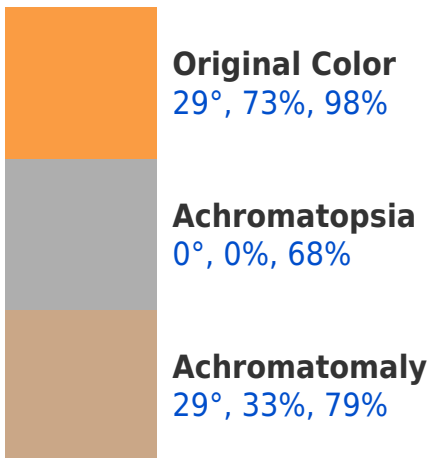 Original Color
29°, 73%, 98%
Achromatopsia
0°, 0%, 68%
Achromatomaly
29°, 33%, 79%